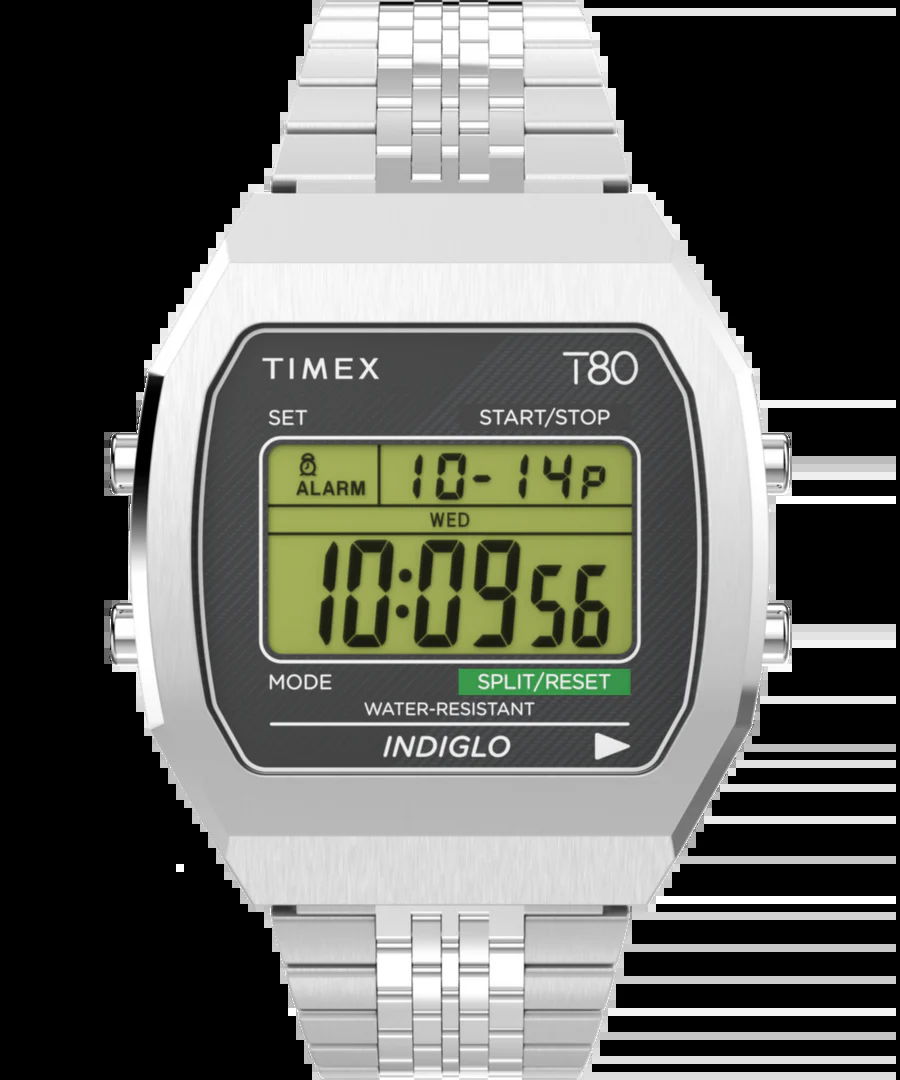 TIMEX T80
SET START/STOP
ALARM 10-14P
WED
10:09 56
MODE SPLIT/RESET
WATER-RESISTANT
INDIGLO